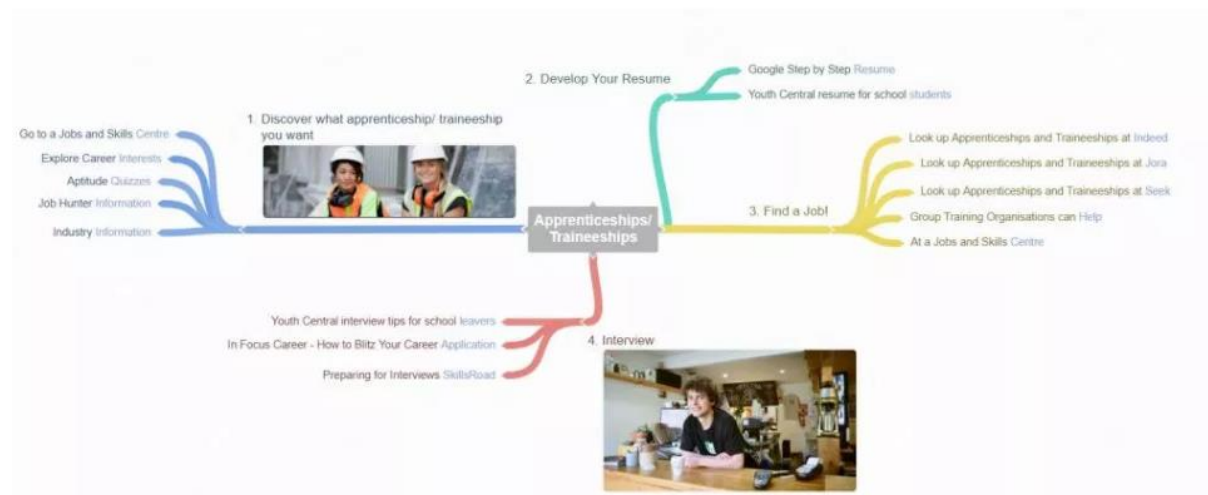 2. Develop Your Resume
Google Step by Step Resume
Youth Central resume for school students
1. Discover what apprenticeship/ traineeship
you want
Go to a Jobs and Skills Centre
Explore Career Interests
Aptitude Quizzes
Job Hunter Information
Industry Information
Apprenticeships/
Traineeships
3. Find a Job!
Look up Apprenticeships and Traineeships at Indeed
Look up Apprenticeships and Traineeships at Jora
Look up Apprenticeships and Traineeships at Seek
Group Training Organisations can Help
At a Jobs and Skills Centre
4. Interview
Youth Central interview tips for school leavers
In Focus Career - How to Blitz Your Career Application
Preparing for Interviews SkillsRoad